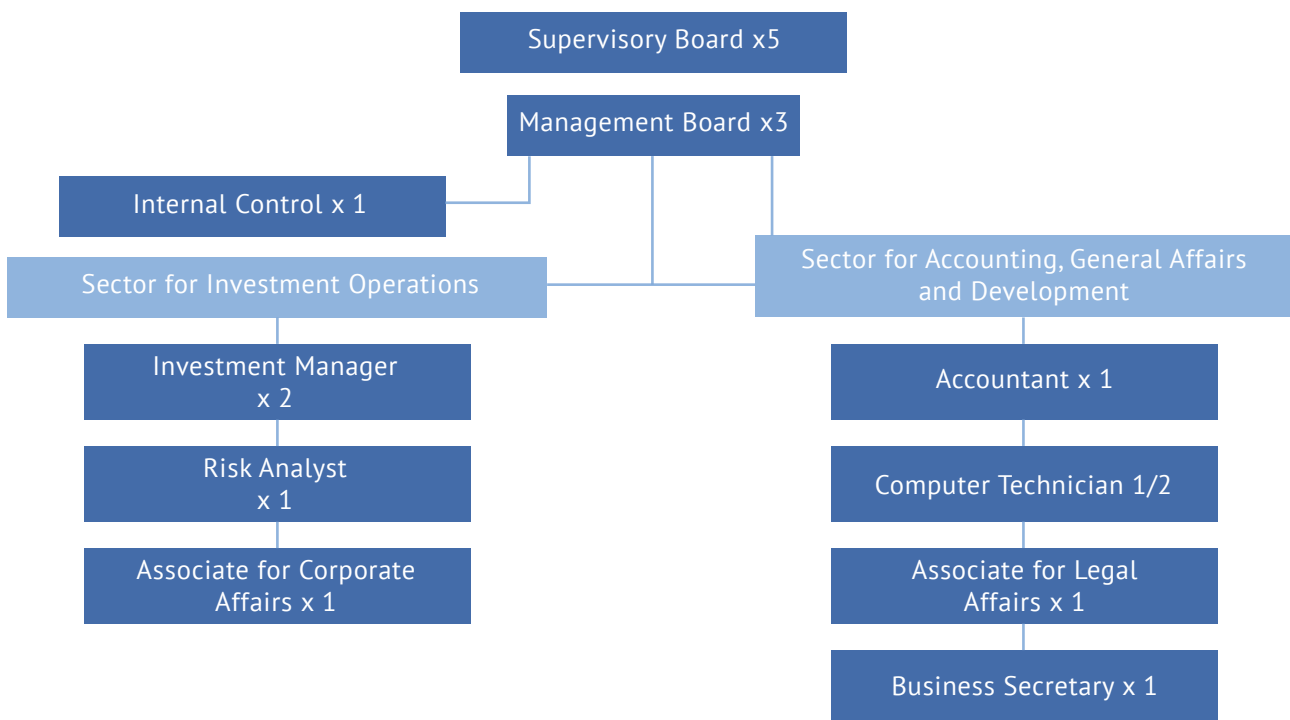 Supervisory Board x5
Management Board x3
Internal Control x 1
Sector for Investment Operations
Sector for Accounting, General Affairs
and Development
Investment Manager
x 2
Risk Analyst
x 1
Associate for Corporate
Affairs x 1
Accountant x 1
Computer Technician 1/2
Associate for Legal
Affairs x 1
Business Secretary x 1